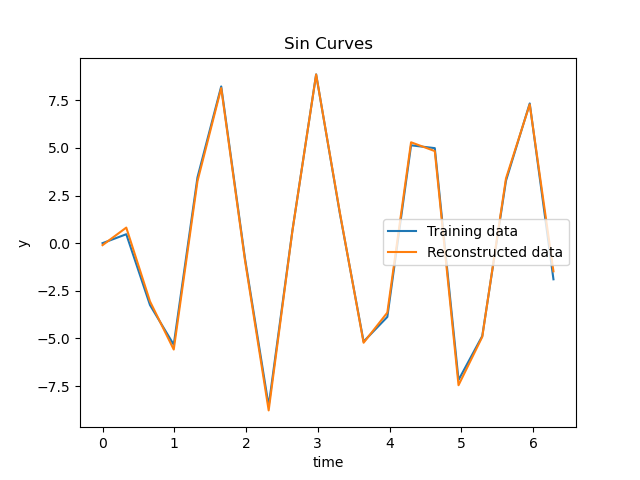 Sin Curves
7.5
5.0
2.5
0.0
−2.5
−5.0
−7.5
y
Training data
Reconstructed data
0 1 2 3 4 5 6
time